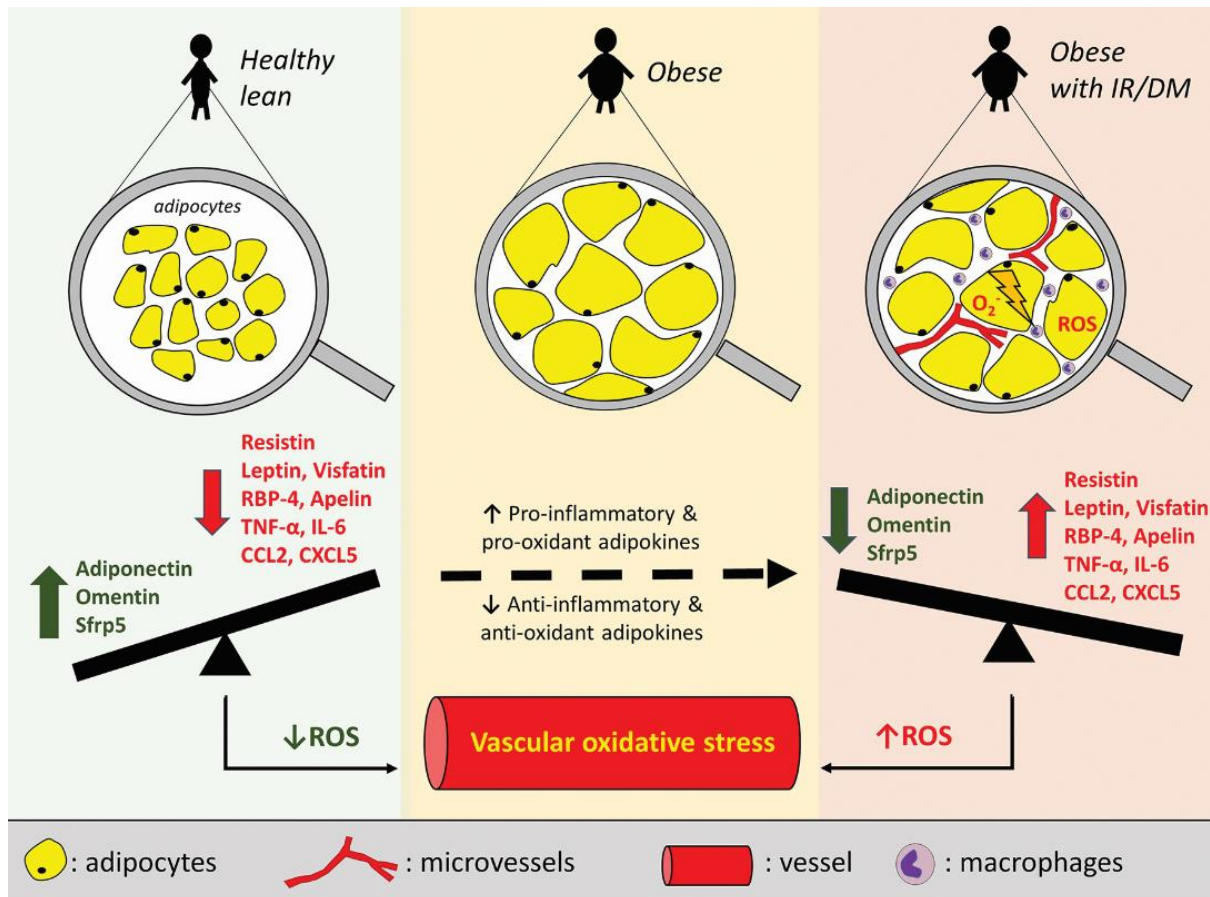 Healthy
lean
Obese
Obese
with IR/DM
adipocytes
O₂⁻
ROS
Resistin
Leptin, Visfatin
RBP-4, Apelin
TNF-α, IL-6
CCL2, CXCL5
Adiponectin
Omentin
Sfrp5
↑ Pro-inflammatory &
pro-oxidant adipokines
↓ Anti-inflammatory &
anti-oxidant adipokines
Adiponectin
Omentin
Sfrp5
Resistin
Leptin, Visfatin
RBP-4, Apelin
TNF-α, IL-6
CCL2, CXCL5
↓ROS
Vascular oxidative stress
↑ROS
: adipocytes
: microvessels
: vessel
: macrophages